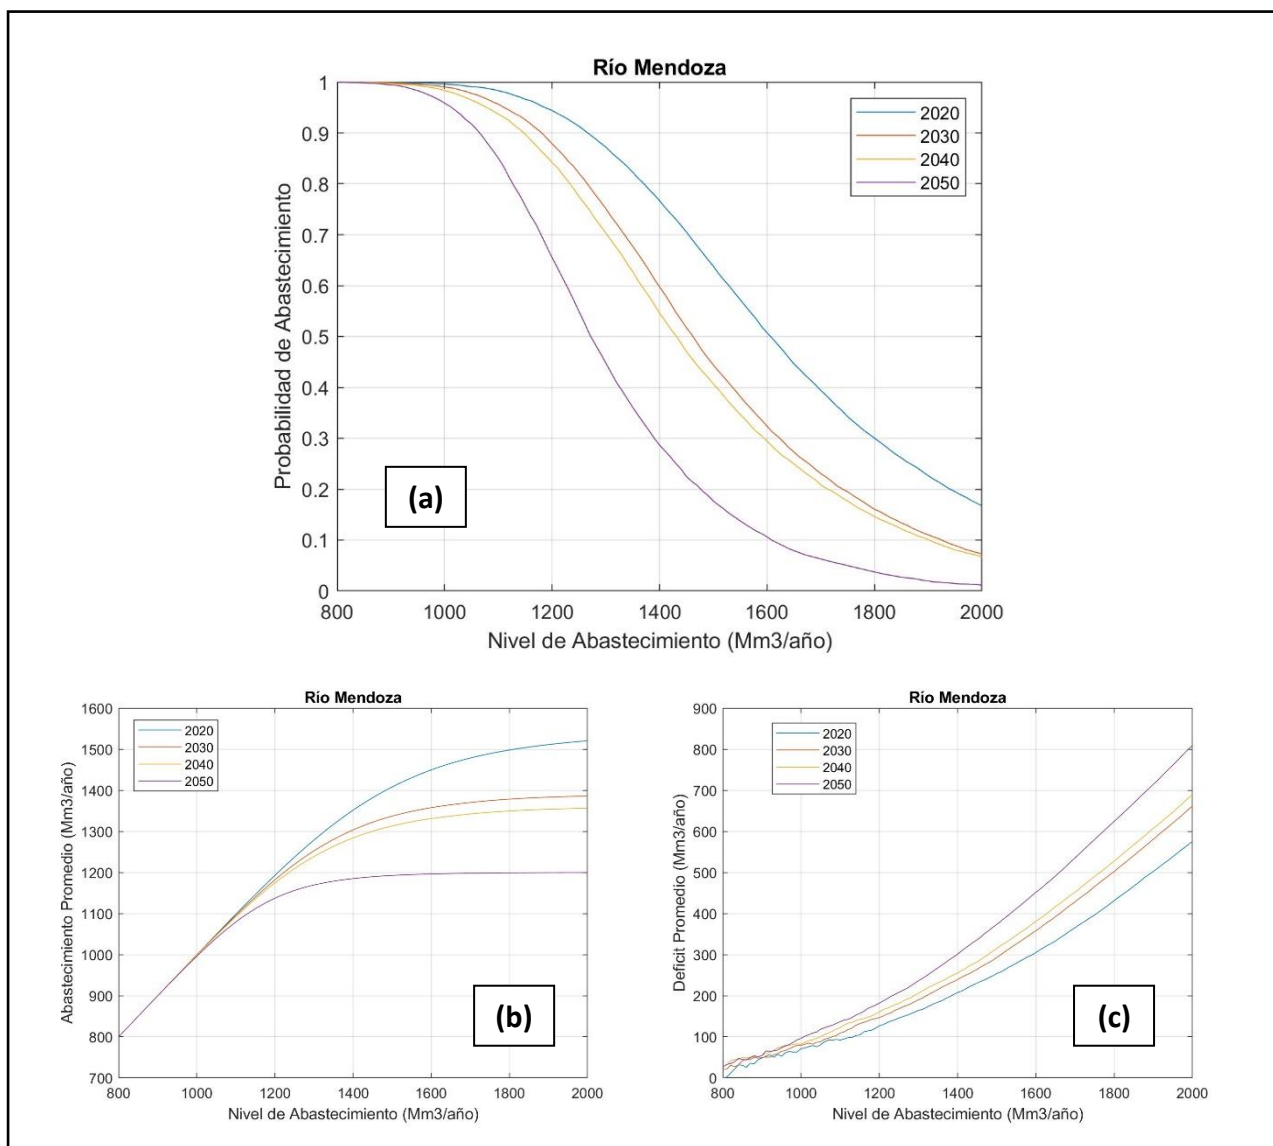 Río Mendoza
1
0.9
0.8
0.7
0.6
0.5
0.4
0.3
0.2
0.1
0
Probabilidad de Abastecimiento
2020
2030
2040
2050
(a)
800 1000 1200 1400 1600 1800 2000
Nivel de Abastecimiento (Mm3/año)
Río Mendoza
1600
1500
1400
1300
1200
1100
1000
900
800
700
Abastecimiento Promedio (Mm3/año)
2020
2030
2040
2050
(b)
800 1000 1200 1400 1600 1800 2000
Nivel de Abastecimiento (Mm3/año)
Río Mendoza
900
800
700
600
500
400
300
200
100
0
Deficit Promedio (Mm3/año)
2020
2030
2040
2050
(c)
800 1000 1200 1400 1600 1800 2000
Nivel de Abastecimiento (Mm3/año)